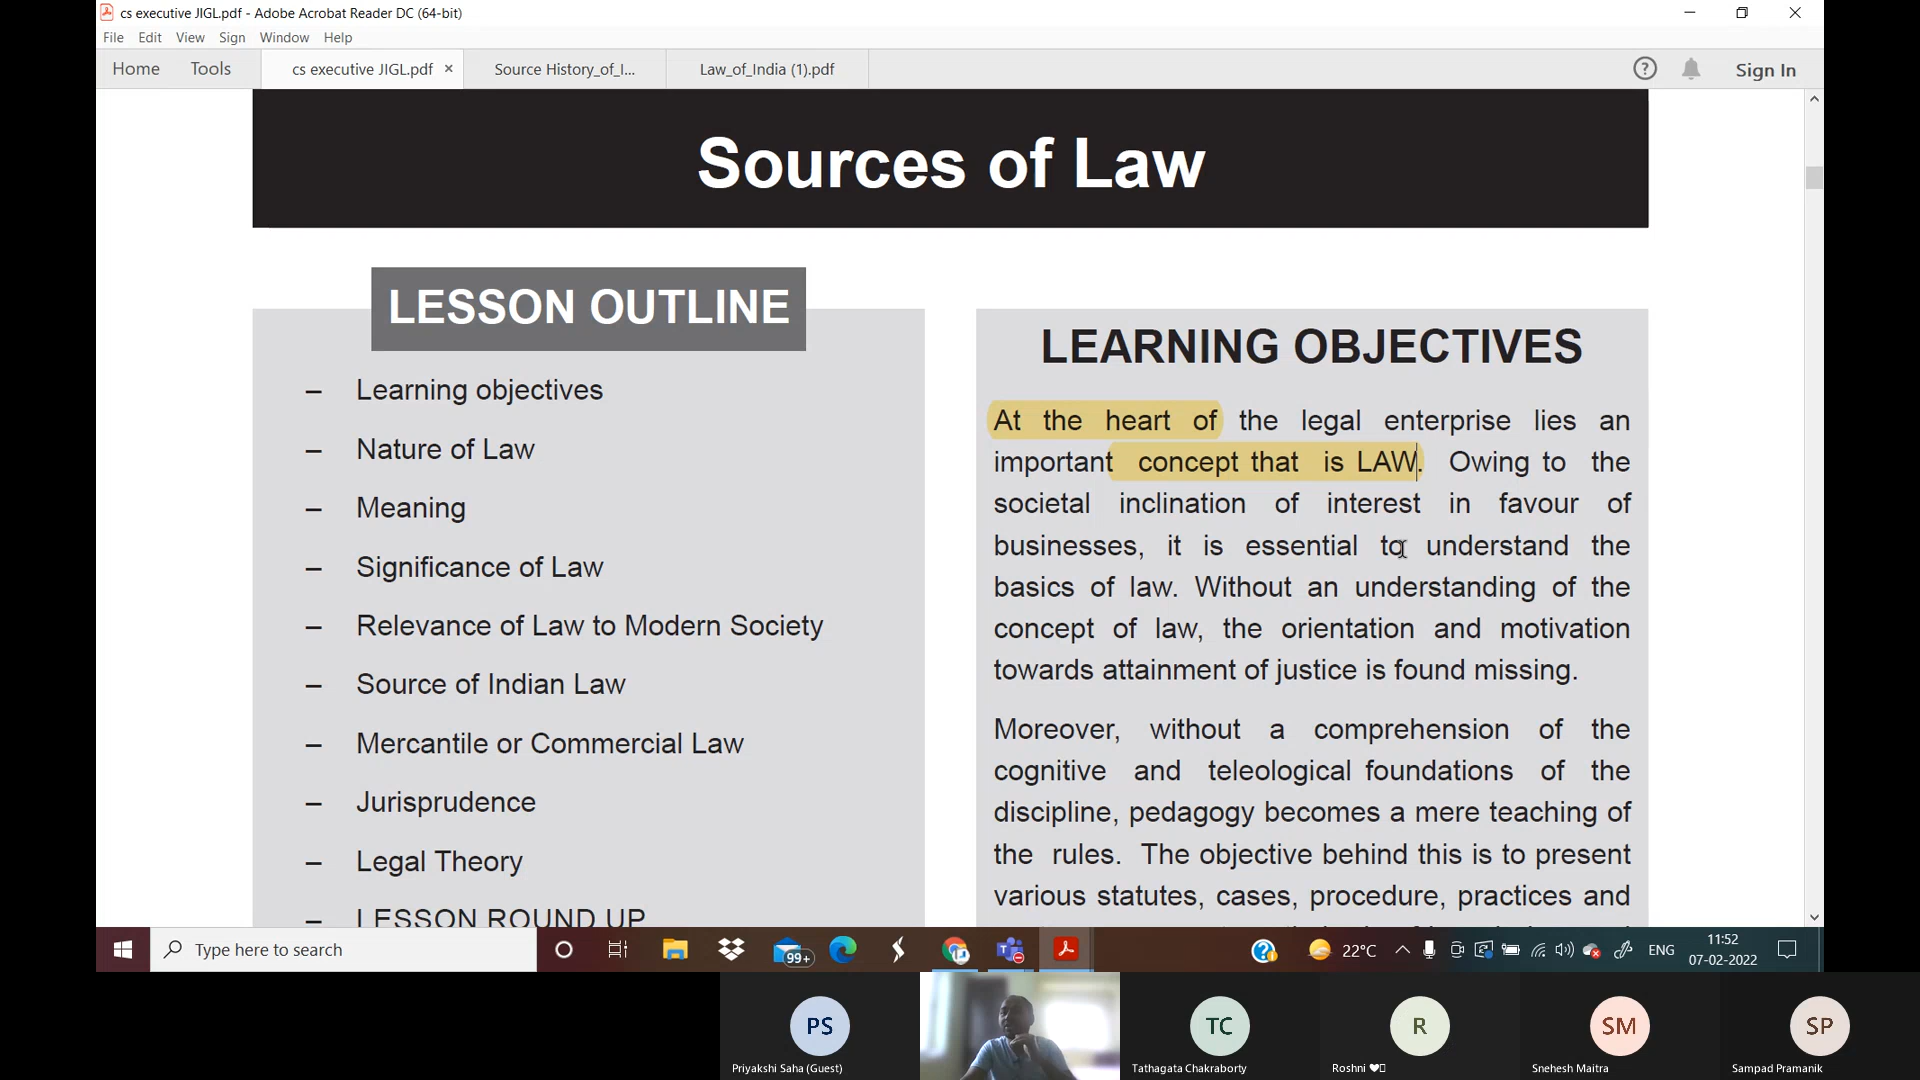 cs executive JIGL.pdf - Adobe Acrobat Reader DC (64-bit)
File Edit View Sign Window Help
Home Tools cs executive JIGL.pdf × Source History_of_I... Law_of_India (1).pdf Sign In
Sources of Law
LESSON OUTLINE
– Learning objectives
– Nature of Law
– Meaning
– Significance of Law
– Relevance of Law to Modern Society
– Source of Indian Law
– Mercantile or Commercial Law
– Jurisprudence
– Legal Theory
– LESSON ROUND UP
LEARNING OBJECTIVES
At the heart of the legal enterprise lies an
important concept that is LAW. Owing to the
societal inclination of interest in favour of
businesses, it is essential to understand the
basics of law. Without an understanding of the
concept of law, the orientation and motivation
towards attainment of justice is found missing.
Moreover, without a comprehension of the
cognitive and teleological foundations of the
discipline, pedagogy becomes a mere teaching of
the rules. The objective behind this is to present
various statutes, cases, procedure, practices and
Type here to search 99+ 22°C ENG 11:52
07-02-2022
PS TC R SM SP
Priyakshi Saha (Guest) Tathagata Chakraborty Roshni ❤ Snehesh Maitra Sampad Pramanik